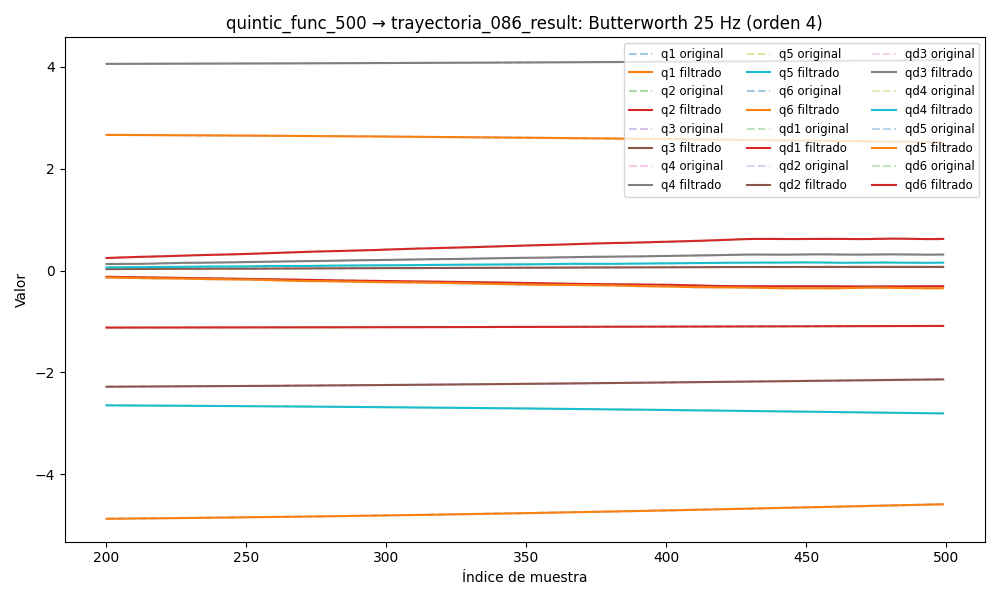 quintic_func_500 → trayectoria_086_result: Butterworth 25 Hz (orden 4)
q1 original
q1 filtrado
q2 original
q2 filtrado
q3 original
q3 filtrado
q4 original
q4 filtrado
q5 original
q5 filtrado
q6 original
q6 filtrado
qd1 original
qd1 filtrado
qd2 original
qd2 filtrado
qd3 original
qd3 filtrado
qd4 original
qd4 filtrado
qd5 original
qd5 filtrado
qd6 original
qd6 filtrado
Valor
4
2
0
−2
−4
200
250
300
350
400
450
500
Índice de muestra